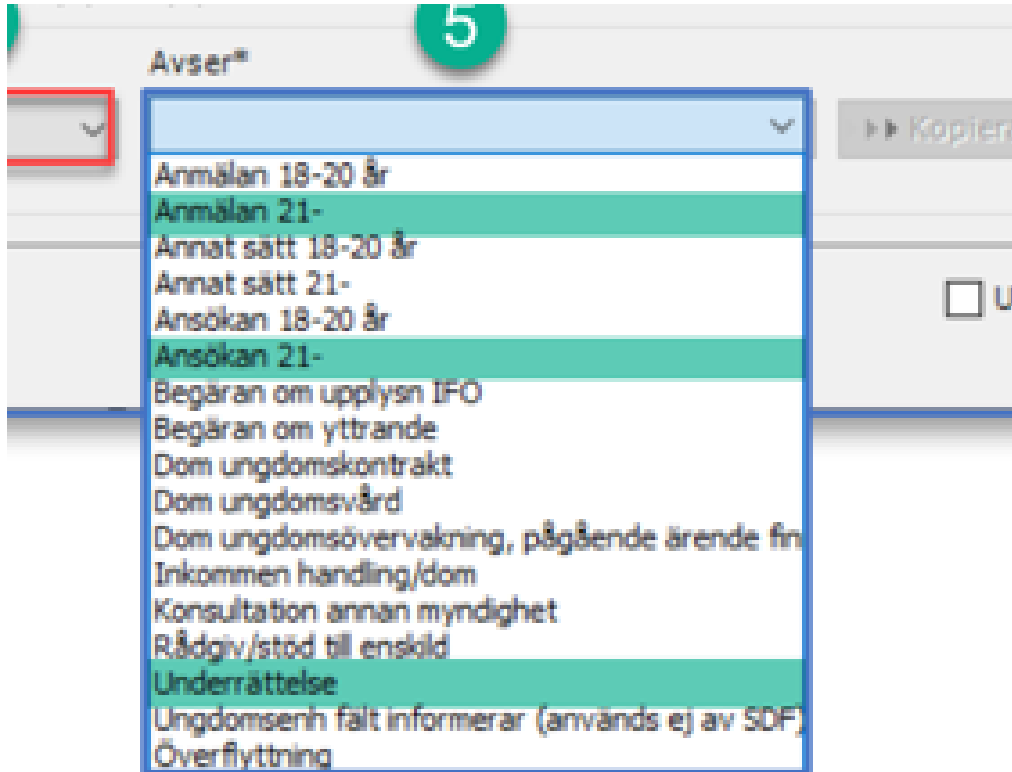 5
Avser*
Kopiera
Anmälan 18-20 år
Anmälan 21-
Annat sätt 18-20 år
Annat sätt 21-
Ansökan 18-20 år
U
Ansökan 21-
Begäran om upplysn IFO
Begäran om yttrande
Dom ungdomskontrakt
Dom ungdomsvård
Dom ungdomsövervakning, pågående ärende fin
Inkommen handling/dom
Konsultation annan myndighet
Rådgiv/stöd till enskild
Underrättelse
Ungdomsenh fält informerar (används ej av SDF)
Överflyttning